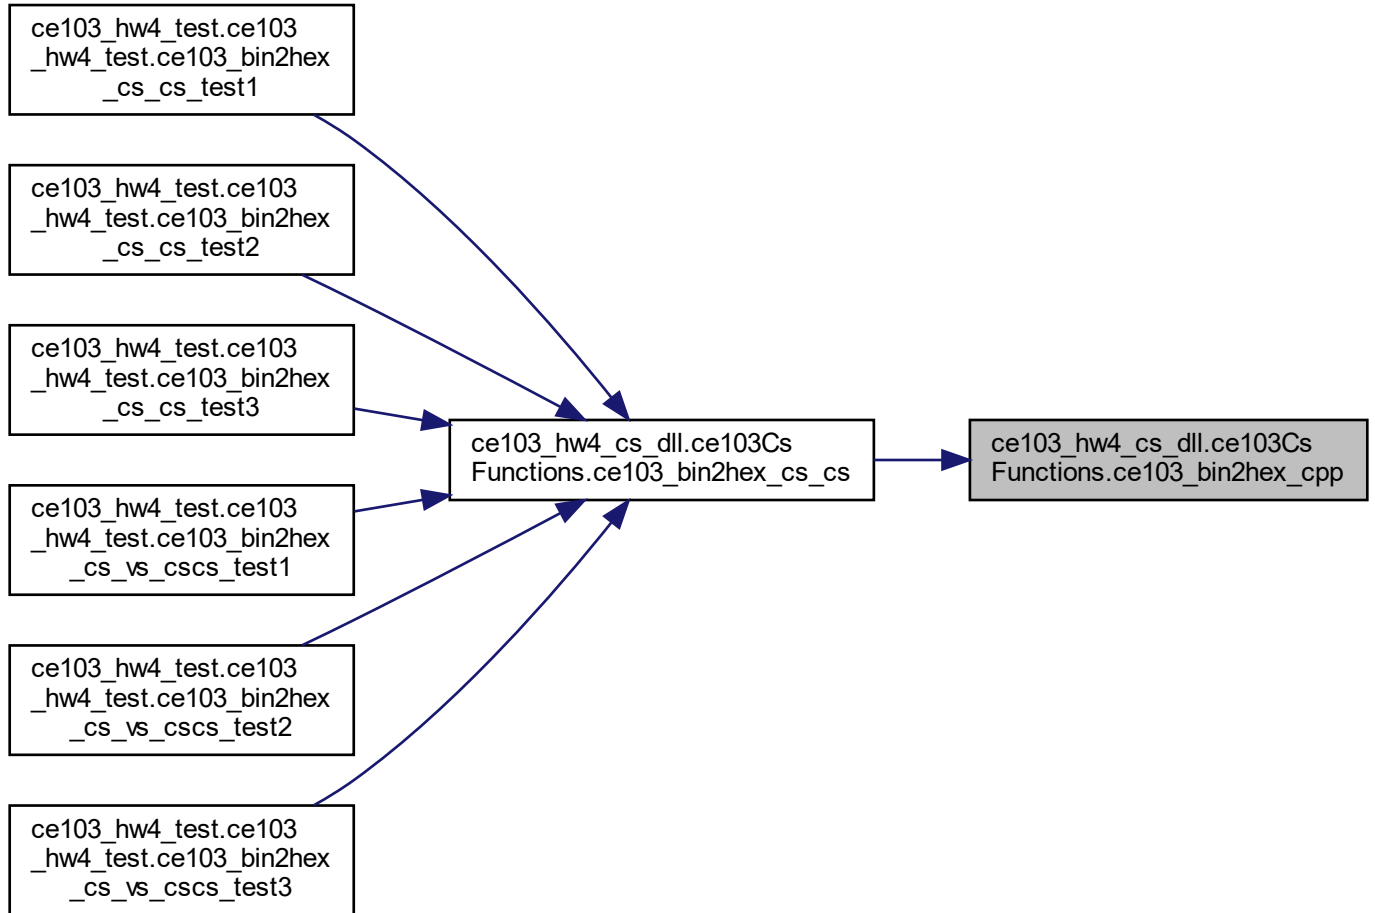 ce103_hw4_test.ce103
_hw4_test.ce103_bin2hex
_cs_cs_test1
ce103_hw4_test.ce103
_hw4_test.ce103_bin2hex
_cs_cs_test2
ce103_hw4_test.ce103
_hw4_test.ce103_bin2hex
_cs_cs_test3
ce103_hw4_test.ce103
_hw4_test.ce103_bin2hex
_cs_vs_cscs_test1
ce103_hw4_test.ce103
_hw4_test.ce103_bin2hex
_cs_vs_cscs_test2
ce103_hw4_test.ce103
_hw4_test.ce103_bin2hex
_cs_vs_cscs_test3
ce103_hw4_cs_dll.ce103Cs
Functions.ce103_bin2hex_cs_cs
ce103_hw4_cs_dll.ce103Cs
Functions.ce103_bin2hex_cpp